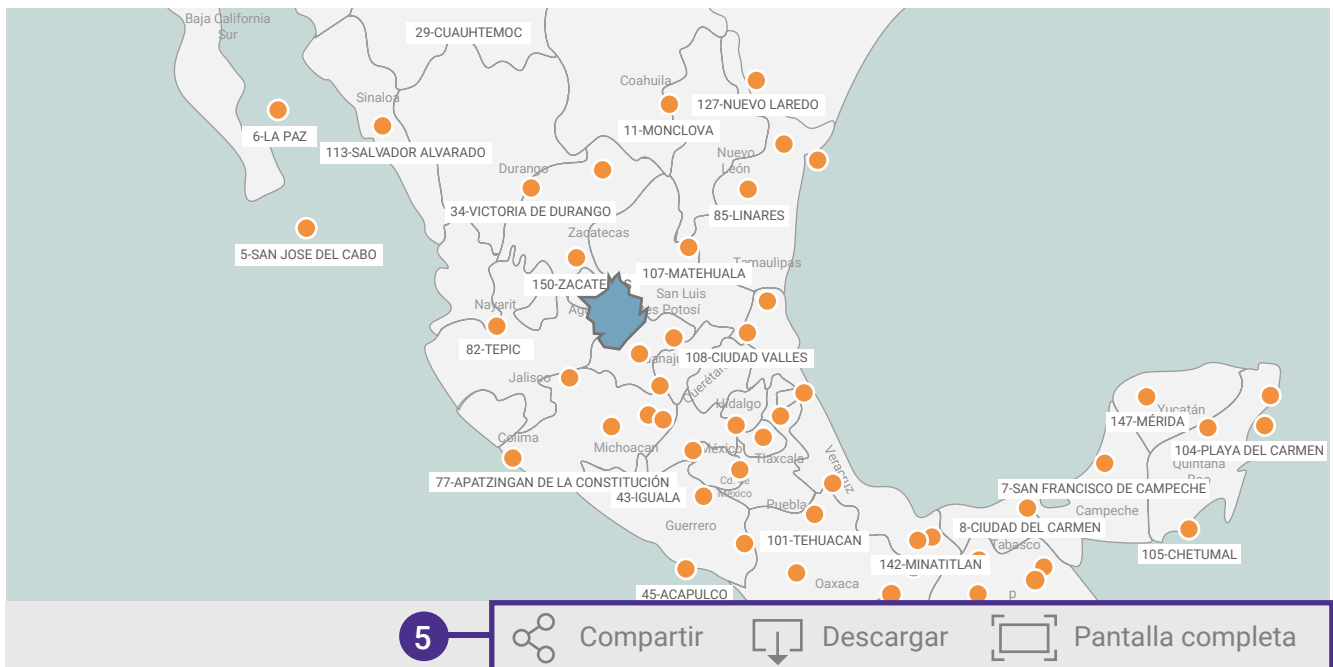 Baja California
Sur
29-CUAUHTEMOC
Coahuila
Sinaloa
127-NUEVO LAREDO
11-MONCLOVA
6-LA PAZ
113-SALVADOR ALVARADO
Nuevo
León
Durango
34-VICTORIA DE DURANGO
85-LINARES
Zacatecas
5-SAN JOSE DEL CABO
107-MATEHUALA
Tamaulipas
San Luis
Potosí
Nayarit
82-TEPIC
108-CIUDAD VALLES
Jalisco
Hidalgo
Yucatán
147-MÉRIDA
Colima
Michoacan
México
Tlaxcala
Veracruz
104-PLAYA DEL CARMEN
Quintana
77-APATZINGAN DE LA CONSTITUCIÓN
Cd. de
México
43-IGUALA
7-SAN FRANCISCO DE CAMPECHE
Puebla
Campeche
Guerrero
8-CIUDAD DEL CARMEN
101-TEHUACAN
Tabasco
142-MINATITLAN
105-CHETUMAL
Oaxaca
45-ACAPULCO
5
Compartir
Descargar
Pantalla completa